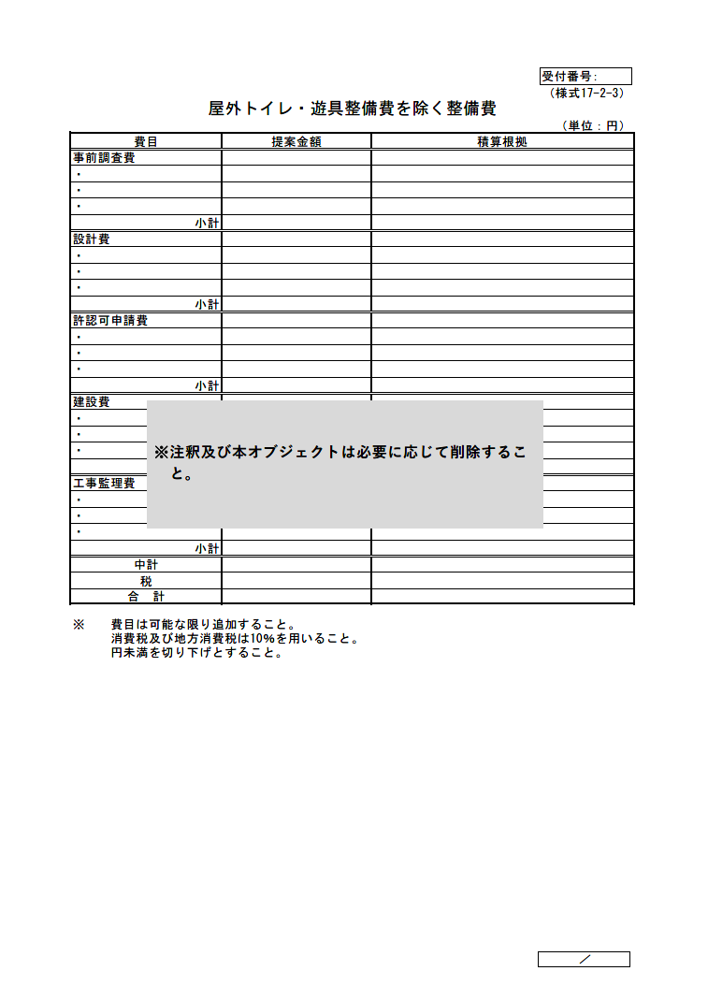 受付番号:
（様式17-2-3）
屋外トイレ・遊具整備費を除く整備費
（単位：円）
費目 提案金額 積算根拠
事前調査費
・
・
・
小計
設計費
・
・
・
小計
許認可申請費
・
・
・
小計
建設費
・
・
・
※注釈及び本オブジェクトは必要に応じて削除するこ
と。
工事監理費
・
・
・
小計
中計
税
合　計
※　費目は可能な限り追加すること。
消費税及び地方消費税は10%を用いること。
円未満を切り下げとすること。
／